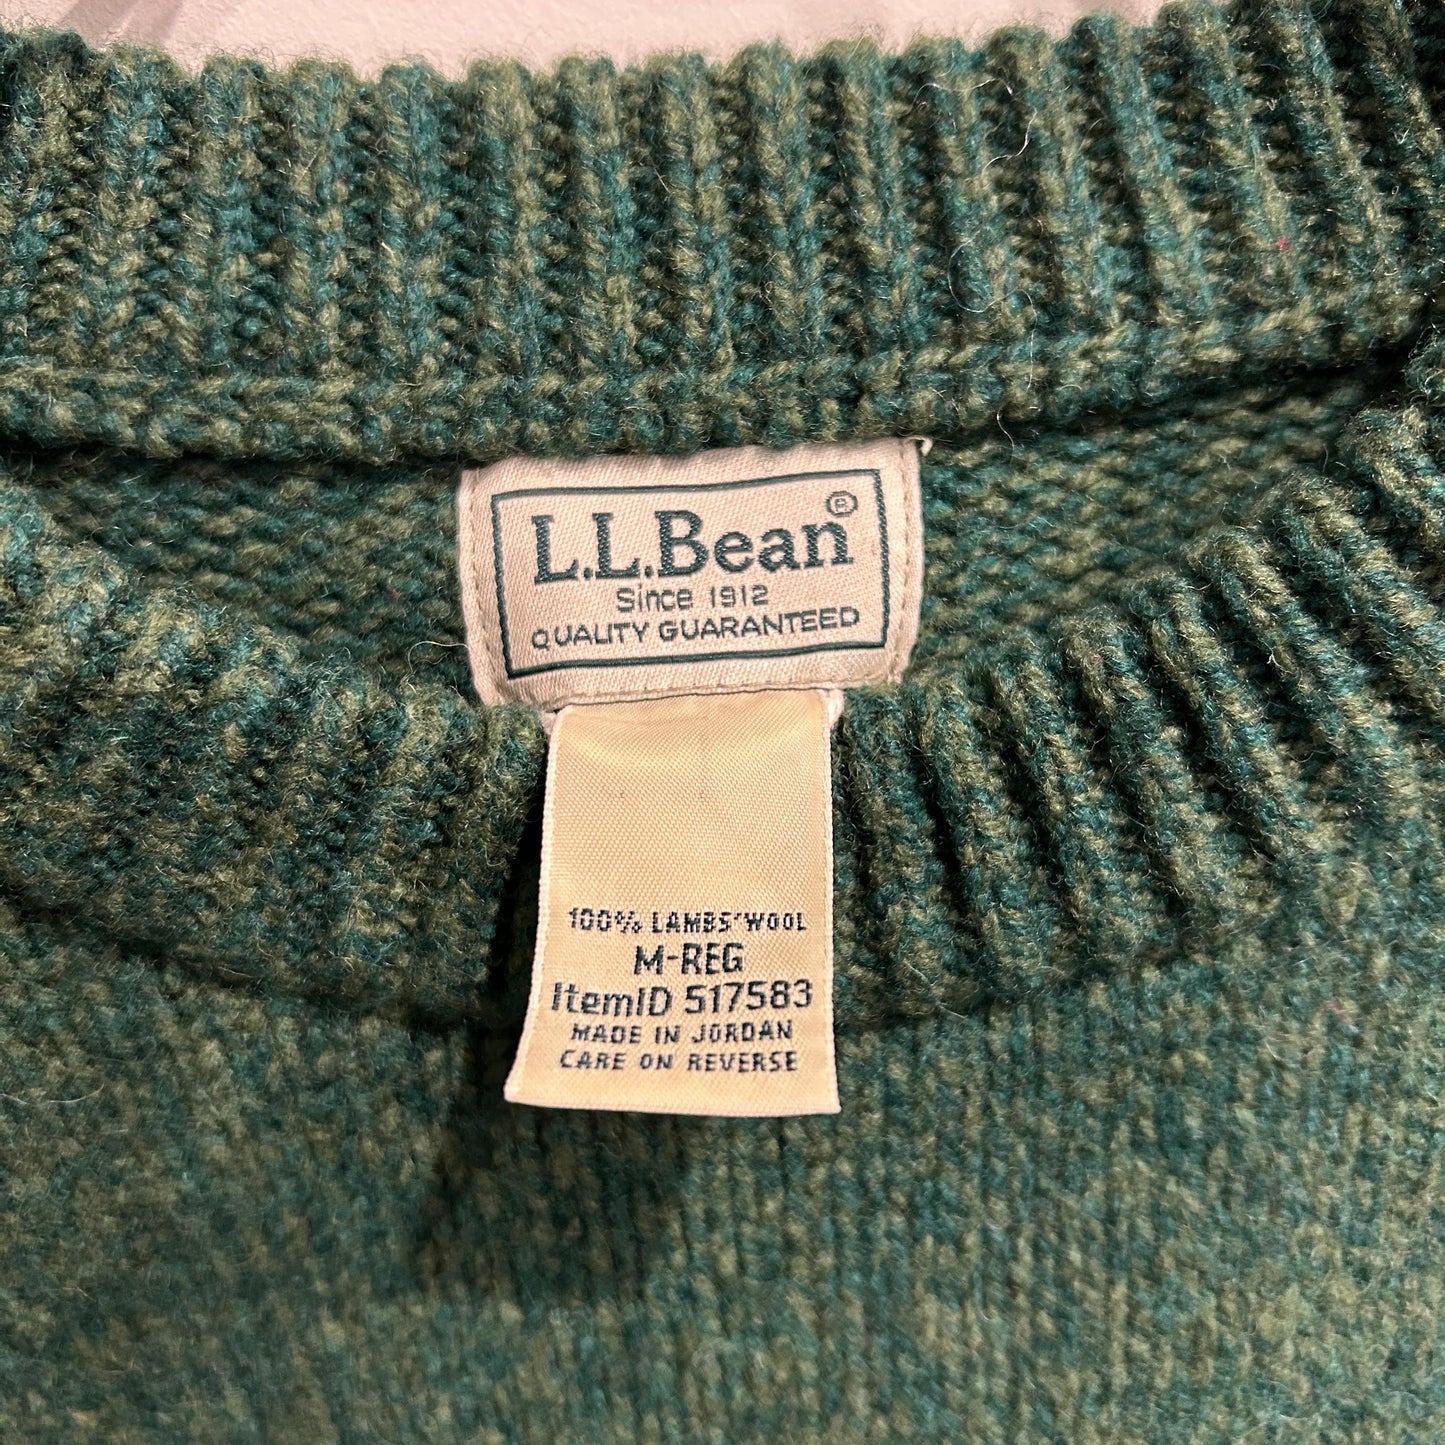 L.L.Bean®
Since 1912
QUALITY GUARANTEED
100% LAMBS' WOOL
M-REG
ItemID 517583
MADE IN JORDAN
CARE ON REVERSE